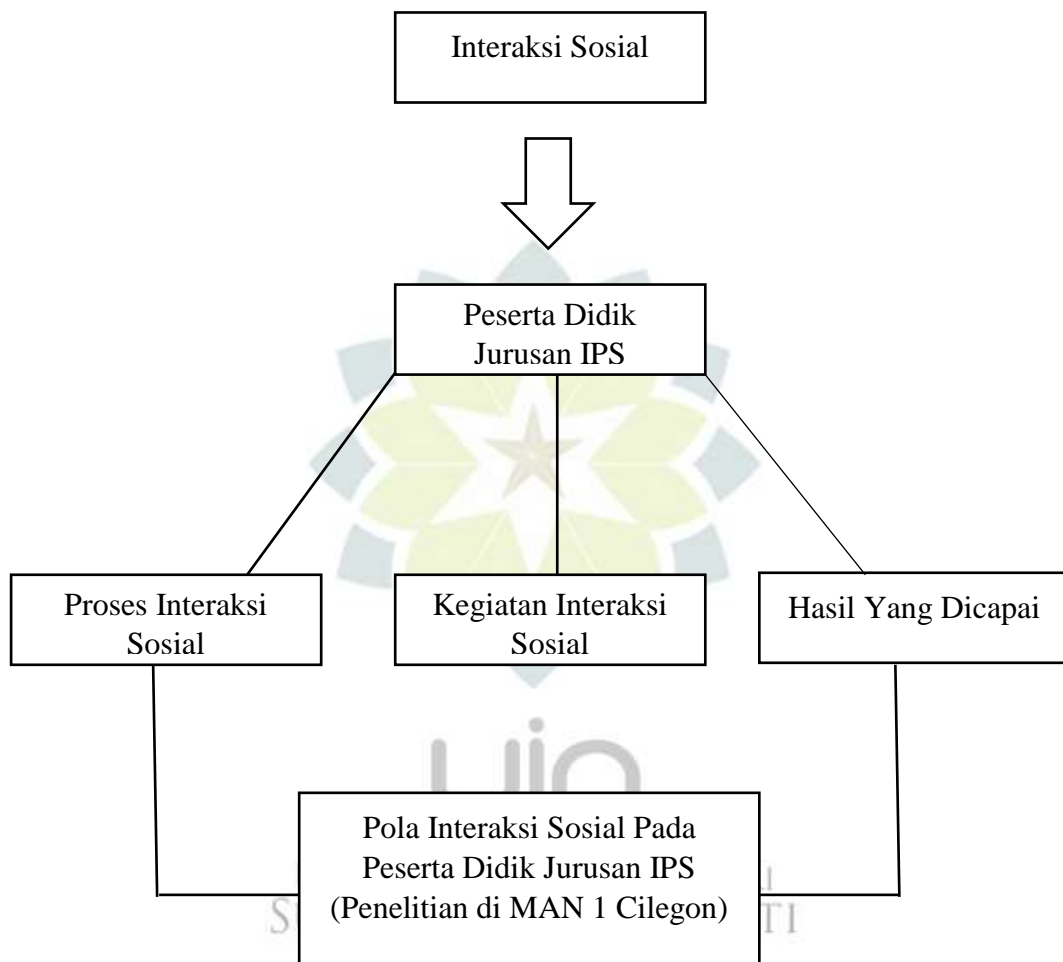 Interaksi Sosial
Peserta Didik
Jurusan IPS
Proses Interaksi
Sosial
Kegiatan Interaksi
Sosial
Hasil Yang Dicapai
uin
Pola Interaksi Sosial Pada
Peserta Didik Jurusan IPS
(Penelitian di MAN 1 Cilegon)